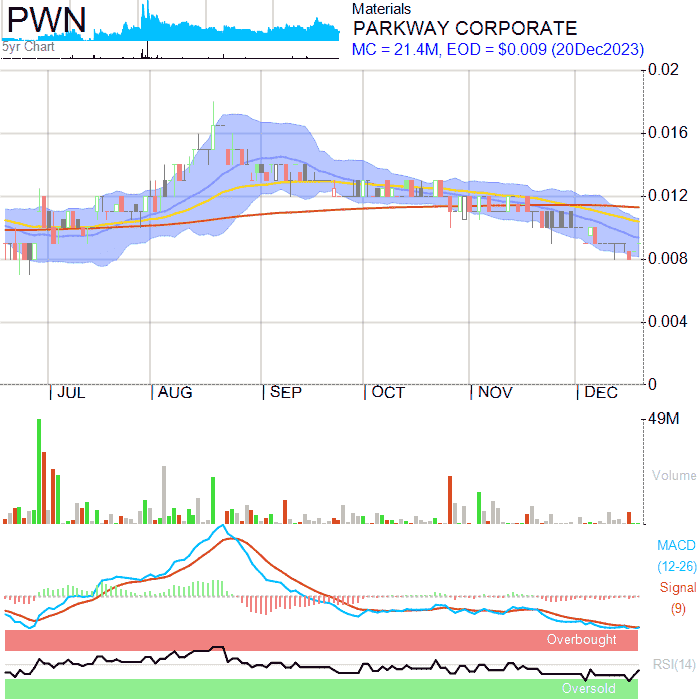 PWN
5yr Chart
Materials
PARKWAY CORPORATE
MC = 21.4M, EOD = $0.009 (20Dec2023)
0.02
0.016
0.012
0.008
0.004
0
JUL AUG SEP OCT NOV DEC
49M
Volume
MACD
(12-26)
Signal
(9)
Overbought
RSI(14)
Oversold